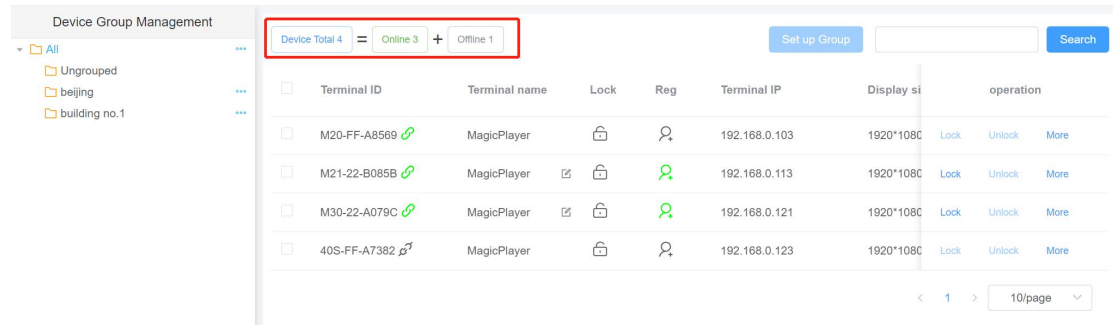 Device Group Management
All
Ungrouped
beijing
building no.1
Device Total 4 = Online 3 + Offline 1
Set up Group
Search
Terminal ID Terminal name Lock Reg Terminal IP Display si operation
M20-FF-A8569 MagicPlayer 192.168.0.103 1920*1080 Lock Unlock More
M21-22-B085B MagicPlayer 192.168.0.113 1920*1080 Lock Unlock More
M30-22-A079C MagicPlayer 192.168.0.121 1920*1080 Lock Unlock More
40S-FF-A7382 MagicPlayer 192.168.0.123 1920*1080 Lock Unlock More
< 1 > 10/page